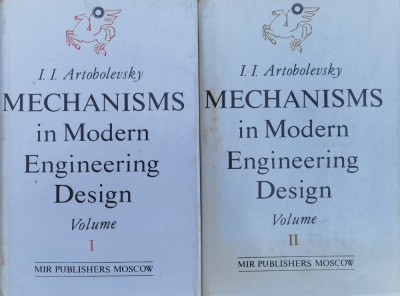 I. I. Artobolevsky
MECHANISMS
in Modern
Engineering
Design
Volume
I
MIR PUBLISHERS MOSCOW
I. I. Artobolevsky
MECHANISMS
in Modern
Engineering
Design
Volume
II
MIR PUBLISHERS MOSCOW